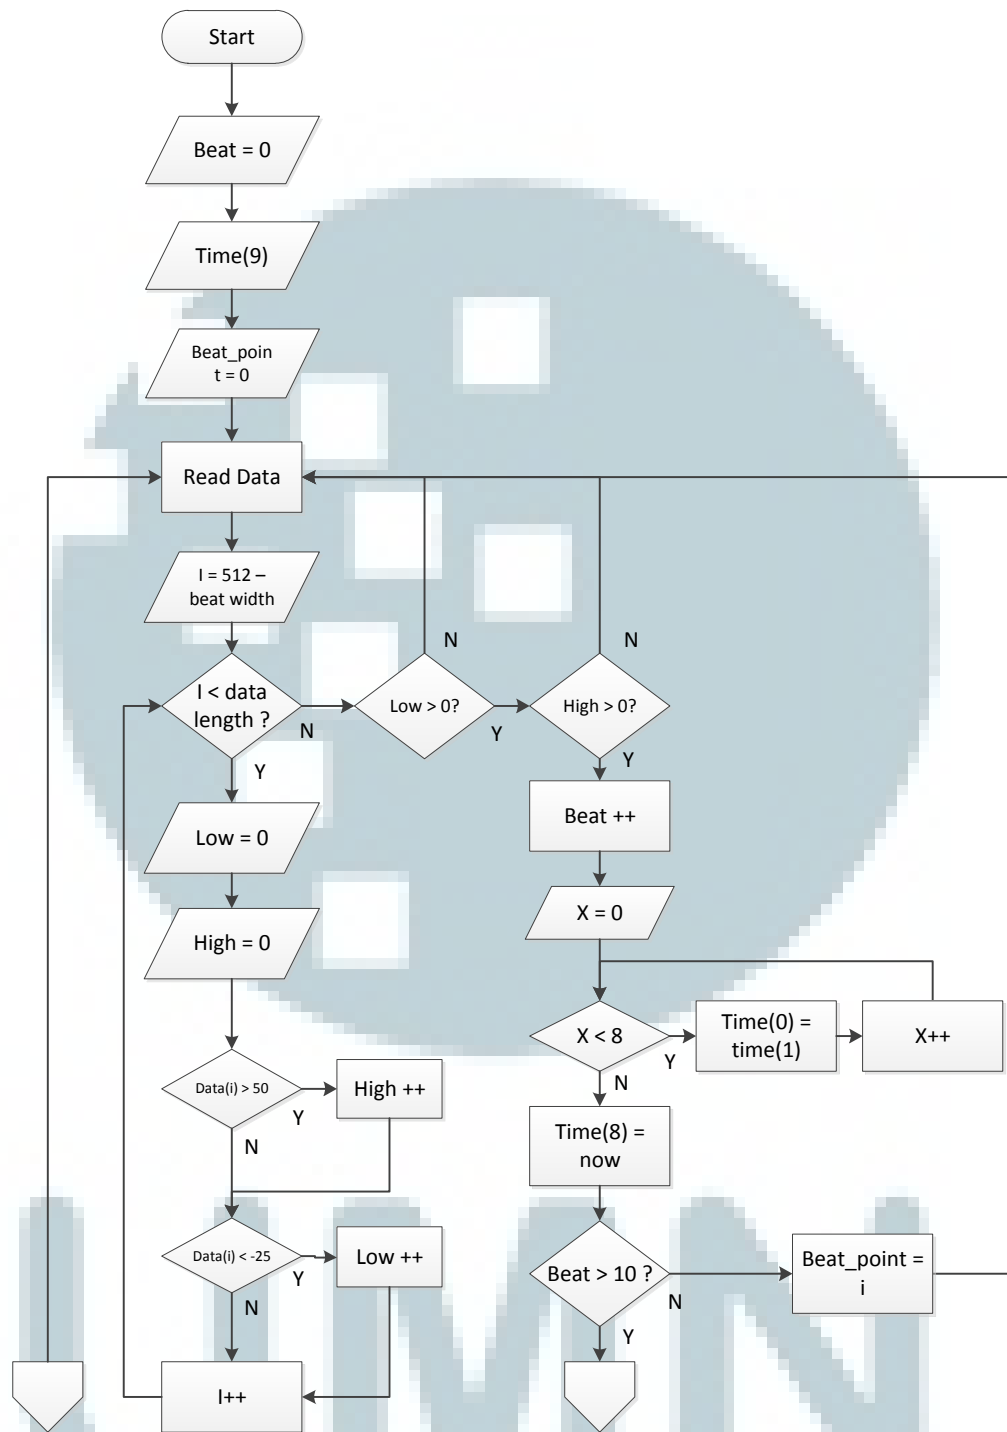 Start
Beat = 0
Time(9)
Beat_poin
t = 0
Read Data
I = 512 –
beat width
N
N
I < data
length ?
N
Low > 0?
Y
High > 0?
Y
Y
Low = 0
Beat ++
High = 0
X = 0
X < 8
Y
Time(0) =
time(1)
X++
N
Data(i) > 50
Y
High ++
N
Time(8) =
now
Data(i) < -25
Y
Low ++
N
Beat > 10 ?
N
Beat_point =
i
Y
I++
UMN